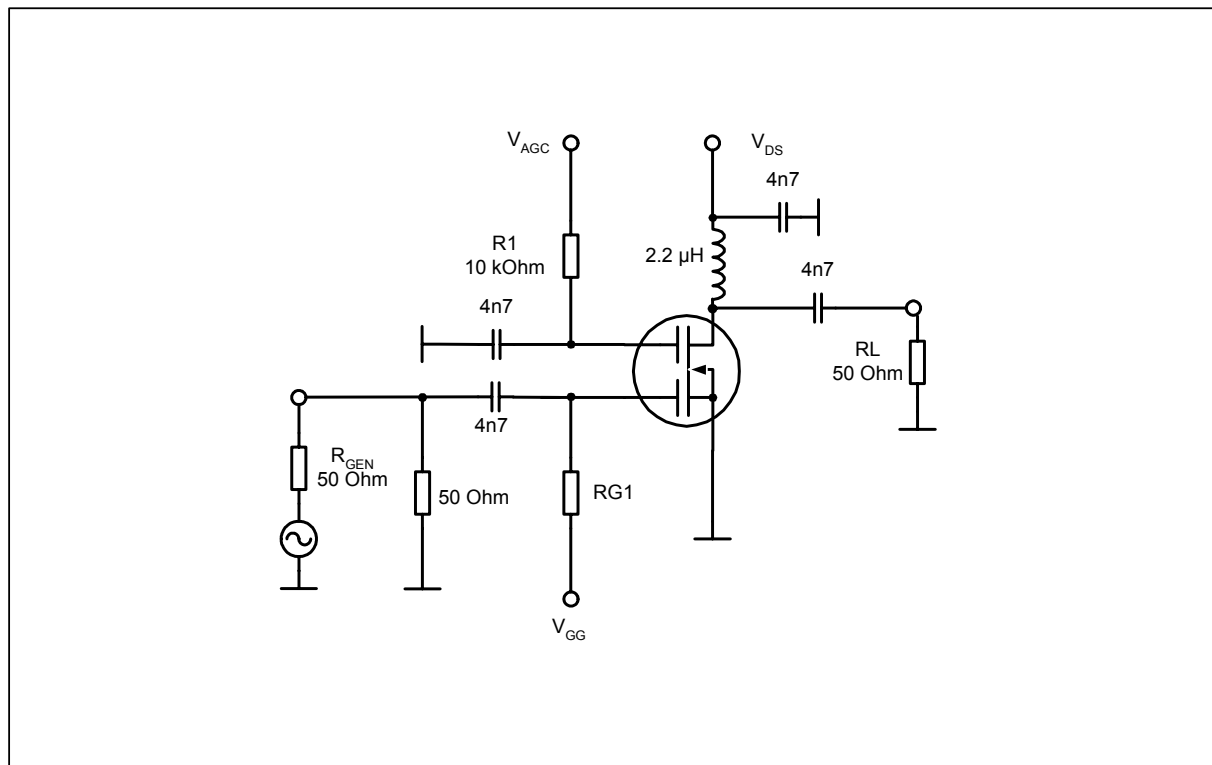 V_AGC
V_DS
4n7
R1
10 kOhm
2.2 µH
4n7
4n7
RL
50 Ohm
4n7
R_GEN
50 Ohm
50 Ohm
RG1
V_GG